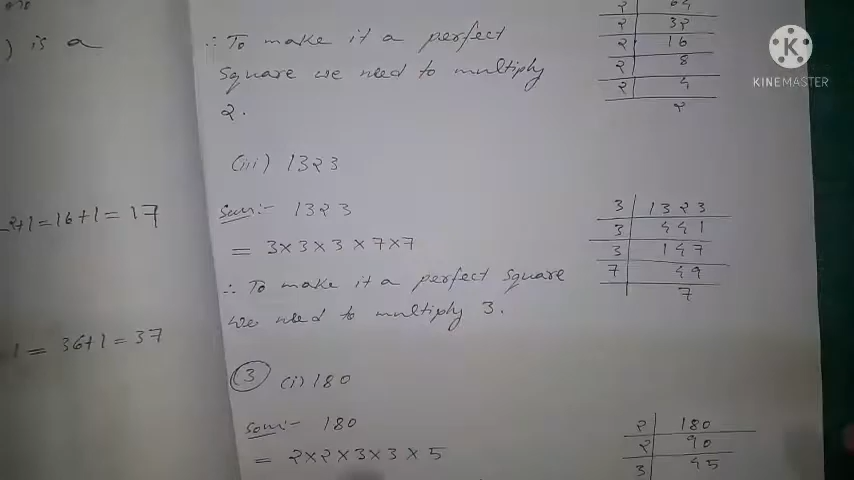 ) is a
∴ To make it a perfect
square we need to multiply
2.
2 | 64
2 | 32
2 | 16
2 | 8
2 | 4
2
KINEMASTER
(iii) 1323
2+1=16+1=17
Som:- 1323
= 3×3×3×7×7
∴ To make it a perfect square
we need to multiply 3.
3 | 1323
3 | 441
3 | 147
7 | 49
7
1 = 36+1=37
(3) (i) 180
Som:- 180
= 2×2×3×3×5
2 | 180
2 | 90
3 | 45